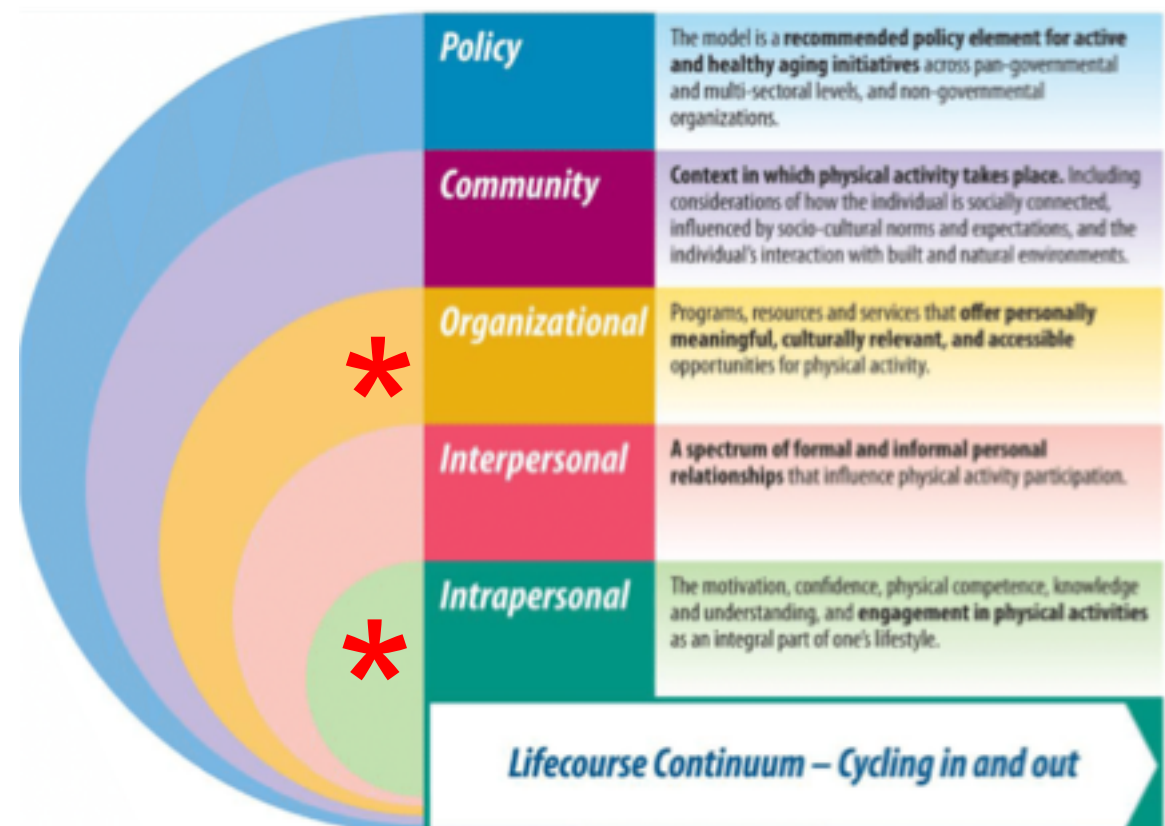 Policy
The model is a recommended policy element for active
and healthy aging initiatives across pan-governmental
and multi-sectoral levels, and non-governmental
organizations.
Community
Context in which physical activity takes place. Including
considerations of how the individual is socially connected,
influenced by socio-cultural norms and expectations, and the
individual's interaction with built and natural environments.
Organizational
Programs, resources and services that offer personally
meaningful, culturally relevant, and accessible
opportunities for physical activity.
*
Interpersonal
A spectrum of formal and informal personal
relationships that influence physical activity participation.
Intrapersonal
The motivation, confidence, physical competence, knowledge
and understanding, and engagement in physical activities
as an integral part of one's lifestyle.
*
Lifecourse Continuum – Cycling in and out